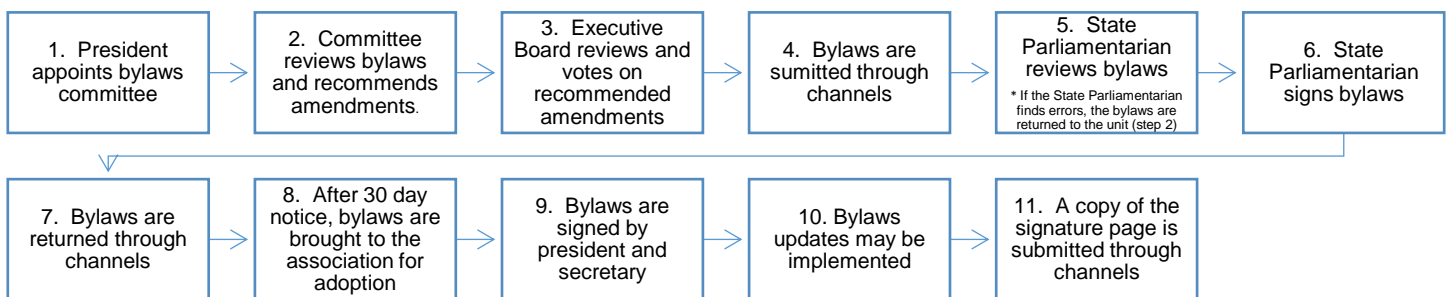 1. President
appoints bylaws
committee
2. Committee
reviews bylaws
and recommends
amendments.
3. Executive
Board reviews and
votes on
recommended
amendments
4. Bylaws are
sumitted through
channels
5. State
Parliamentarian
reviews bylaws
* If the State Parliamentarian
finds errors, the bylaws are
returned to the unit (step 2)
6. State
Parliamentarian
signs bylaws
7. Bylaws are
returned through
channels
8. After 30 day
notice, bylaws are
brought to the
association for
adoption
9. Bylaws are
signed by
president and
secretary
10. Bylaws
updates may be
implemented
11. A copy of the
signature page is
submitted through
channels